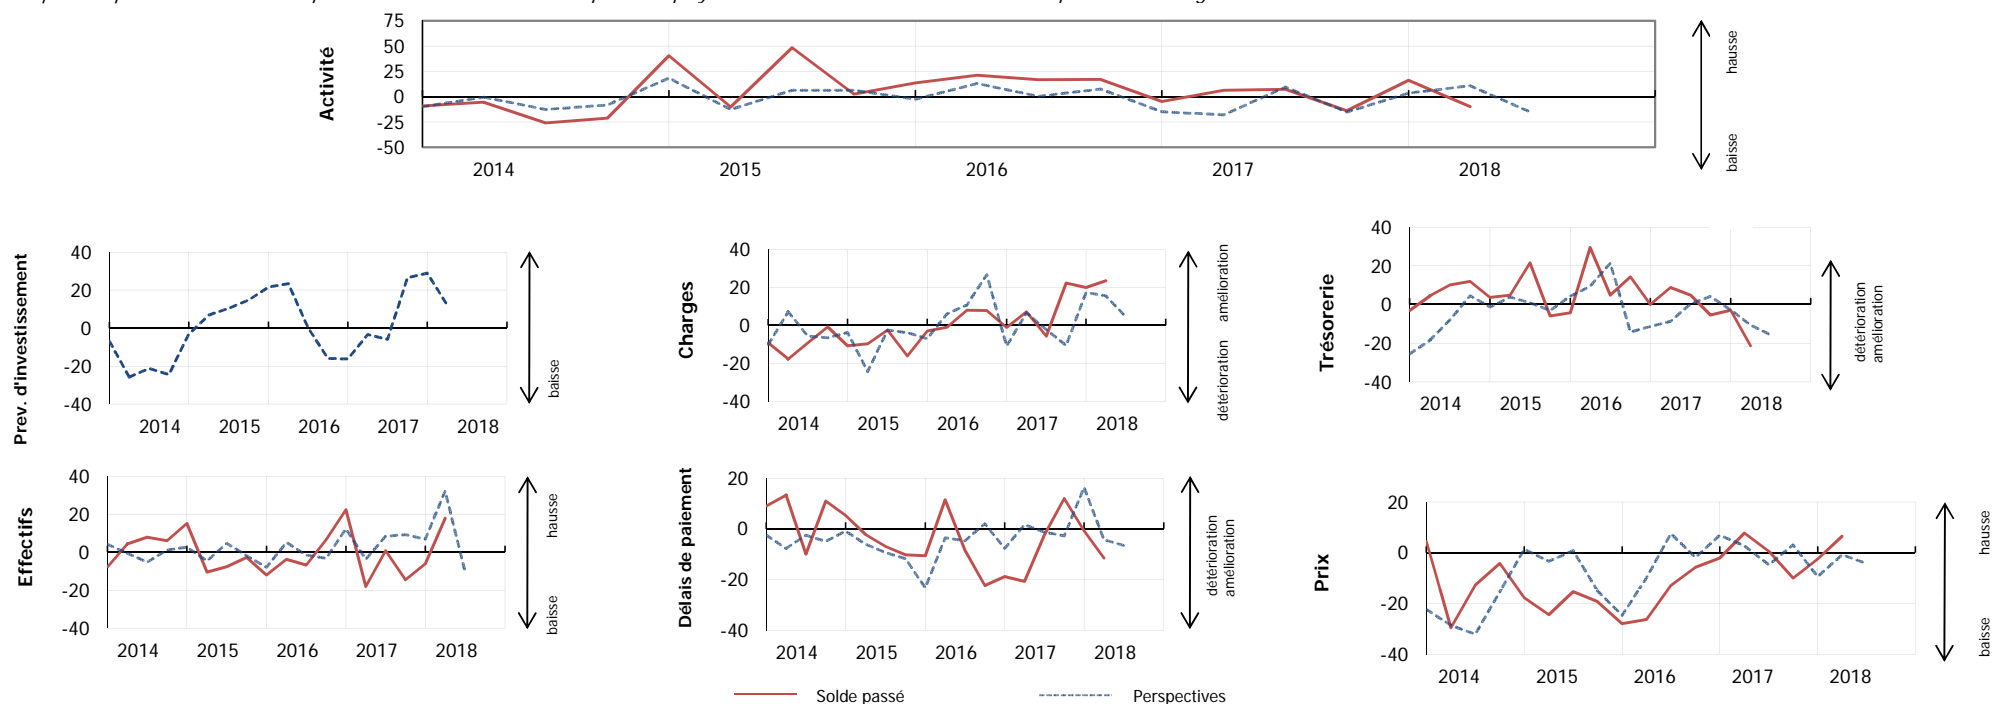 75
50
25
0
-25
-50
Activité
2014 2015 2016 2017 2018
hausse
baisse
Prev. d'investissement
40
20
0
-20
-40
2014 2015 2016 2017 2018
baisse
Charges
40
20
0
-20
-40
2014 2015 2016 2017 2018
amélioration
détérioration
Trésorerie
40
20
0
-20
-40
2014 2015 2016 2017 2018
détérioration
amélioration
Effectifs
40
20
0
-20
-40
2014 2015 2016 2017 2018
hausse
baisse
Délais de paiement
20
0
-20
-40
2014 2015 2016 2017 2018
détérioration
amélioration
Prix
20
0
-20
-40
2014 2015 2016 2017 2018
hausse
baisse
Solde passé Perspectives